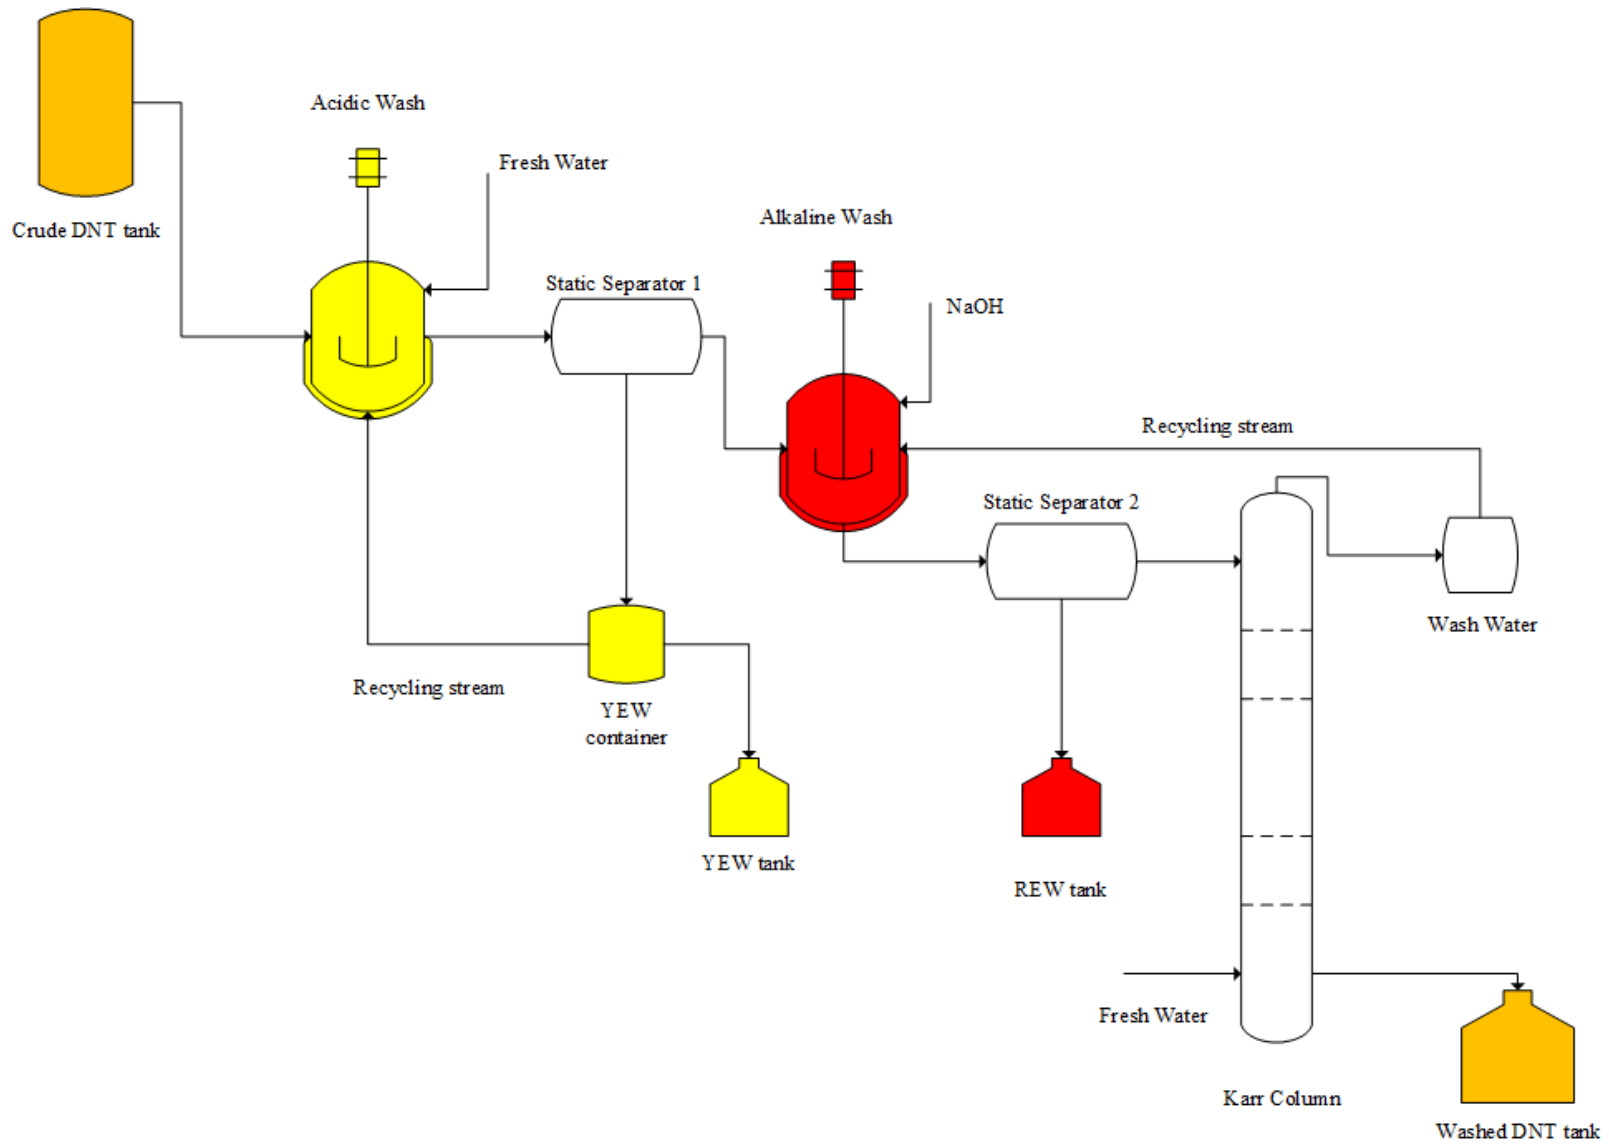 Acidic Wash
Fresh Water
Crude DNT tank
Alkaline Wash
Static Separator 1
NaOH
Recycling stream
Static Separator 2
Wash Water
Recycling stream
YEW
container
YEW tank
REW tank
Fresh Water
Karr Column
Washed DNT tank